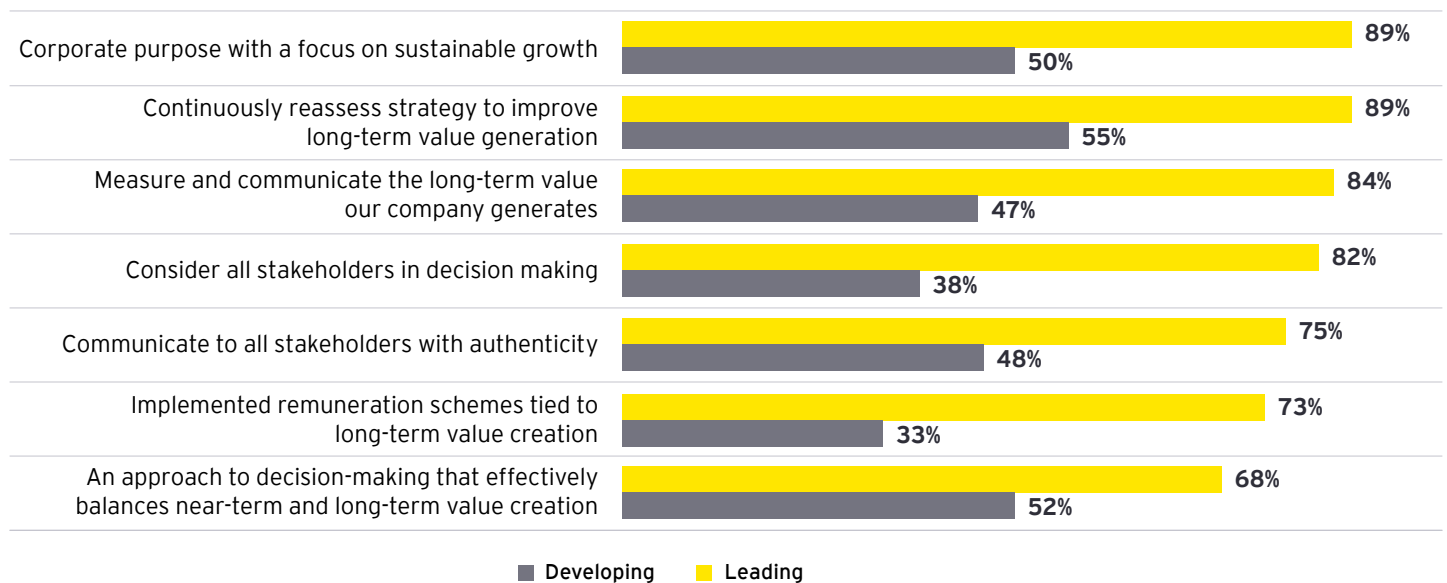 Corporate purpose with a focus on sustainable growth
89%
50%
Continuously reassess strategy to improve
long-term value generation
89%
55%
Measure and communicate the long-term value
our company generates
84%
47%
Consider all stakeholders in decision making
82%
38%
Communicate to all stakeholders with authenticity
75%
48%
Implemented remuneration schemes tied to
long-term value creation
73%
33%
An approach to decision-making that effectively
balances near-term and long-term value creation
68%
52%
Developing Leading